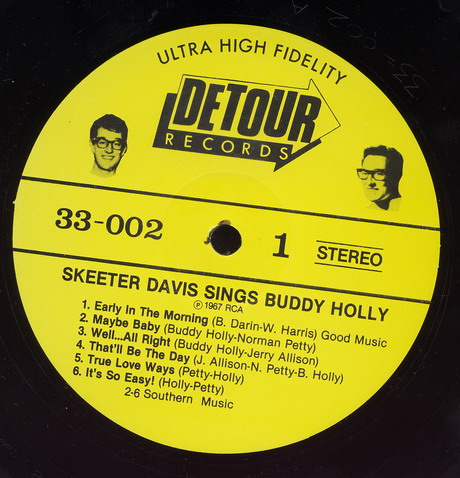 ULTRA HIGH FIDELITY
DETOUR
RECORDS
33-002
1
STEREO
SKEETER DAVIS SINGS BUDDY HOLLY
Ⓟ 1967 RCA
1. Early In The Morning (B. Darin-W. Harris) Good Music
2. Maybe Baby (Buddy Holly-Norman Petty)
3. Well...All Right (Buddy Holly-Jerry Allison)
4. That'll Be The Day (J. Allison-N. Petty-B. Holly)
5. True Love Ways (Petty-Holly)
6. It's So Easy! (Holly-Petty)
2-6 Southern Music